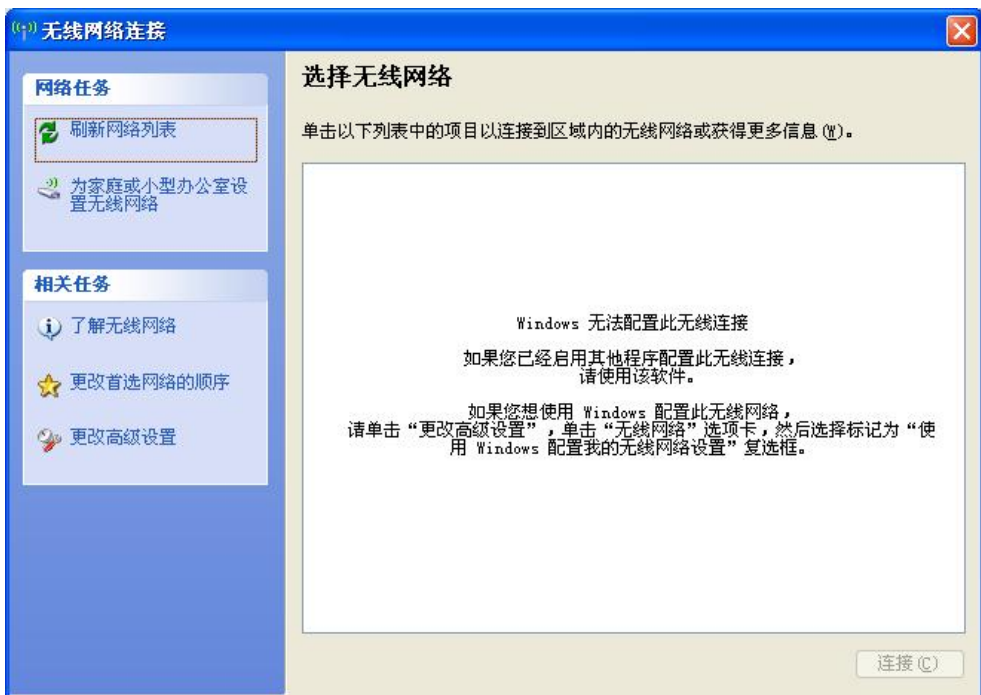 无线网络连接
网络任务
刷新网络列表
为家庭或小型办公室设
置无线网络
相关任务
了解无线网络
更改首选网络的顺序
更改高级设置
选择无线网络
单击以下列表中的项目以连接到区域内的无线网络或获得更多信息(W)。
Windows 无法配置此无线连接
如果您已经启用其他程序配置此无线连接，
请使用该软件。
如果您想使用 Windows 配置此无线网络，
请单击“更改高级设置”，单击“无线网络”选项卡，然后选择标记为“使
用 Windows 配置我的无线网络设置”复选框。
连接(C)